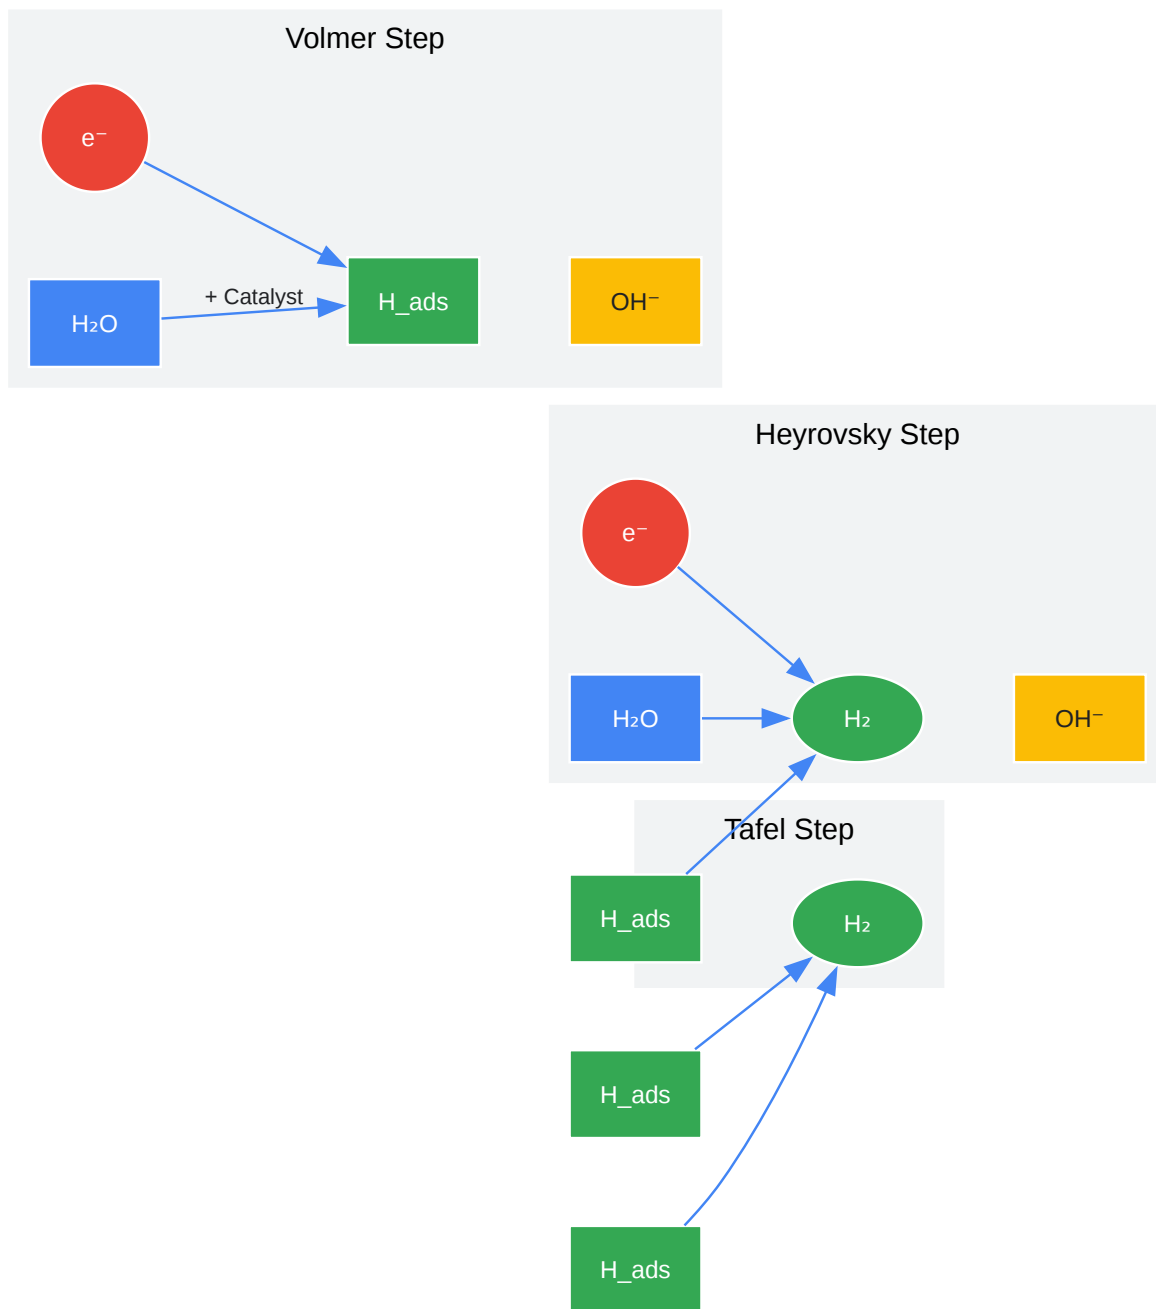 Volmer Step
e⁻
+ Catalyst
H₂O
H_ads
OH⁻
Heyrovsky Step
e⁻
H₂O
H₂
OH⁻
Tafel Step
H_ads
H₂
H_ads
H_ads